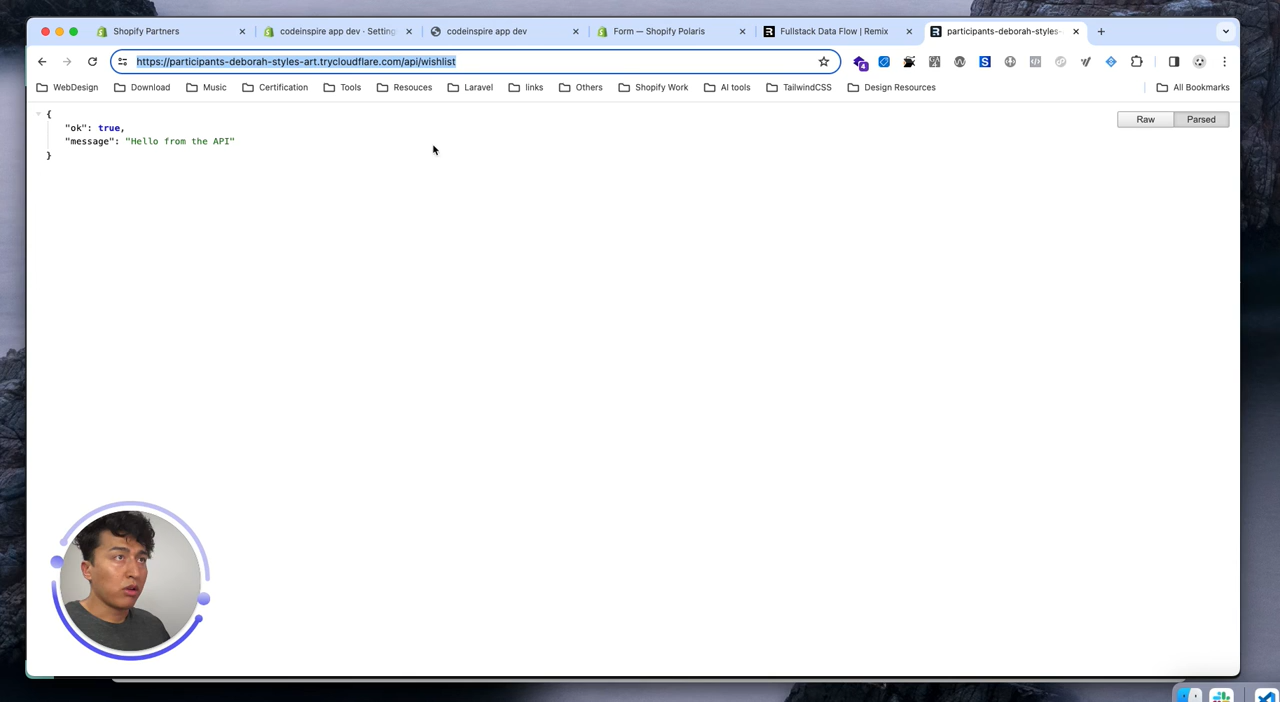 Shopify Partners
codeinspire app dev · Setting
codeinspire app dev
Form — Shopify Polaris
Fullstack Data Flow | Remix
participants-deborah-styles-
https://participants-deborah-styles-art.trycloudflare.com/api/wishlist
4
WebDesign
Download
Music
Certification
Tools
Resouces
Laravel
links
Others
Shopify Work
AI tools
TailwindCSS
Design Resources
All Bookmarks
{
"ok": true,
"message": "Hello from the API"
}
Raw
Parsed